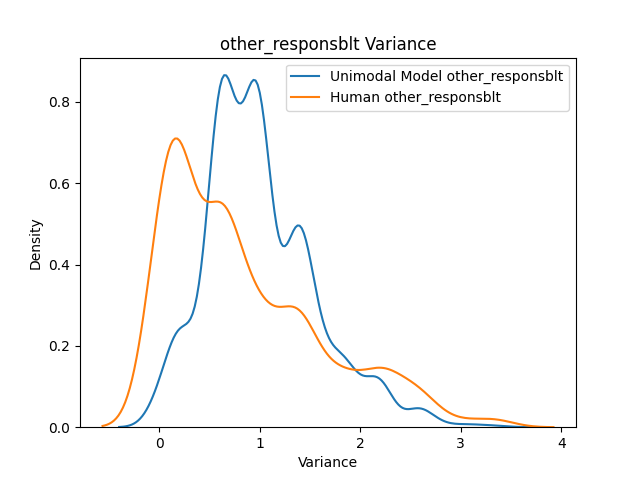 other_responsblt Variance
Unimodal Model other_responsblt
Human other_responsblt
Density
0.8
0.6
0.4
0.2
0.0
0 1 2 3 4
Variance